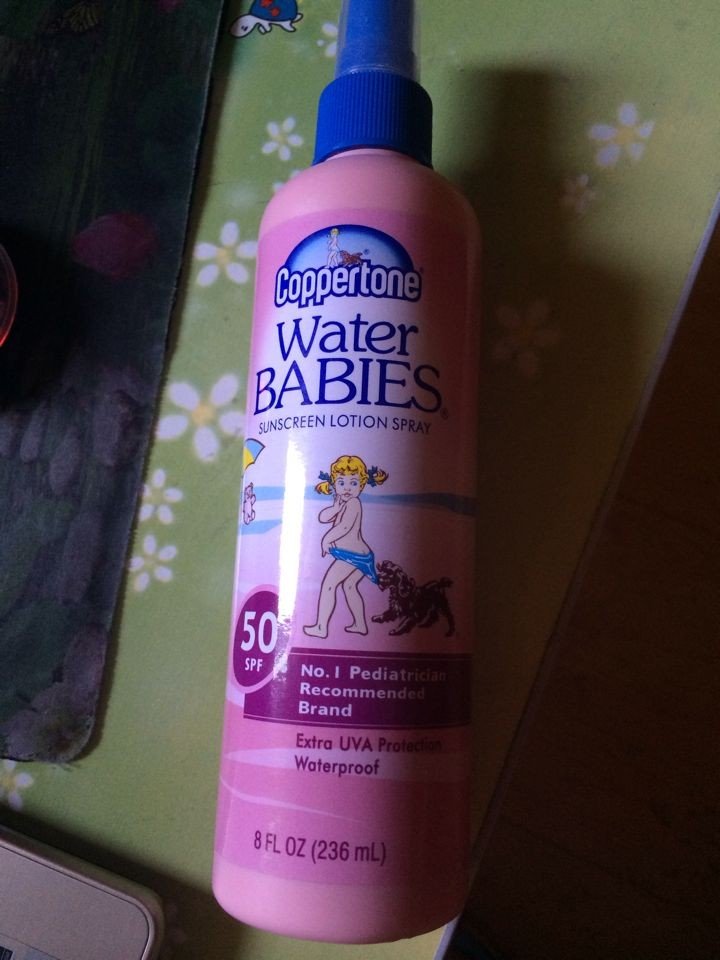 Coppertone®
Water
BABIES®
SUNSCREEN LOTION SPRAY
50
SPF
No. 1 Pediatrician
Recommended
Brand
Extra UVA Protection
Waterproof
8 FL OZ (236 mL)